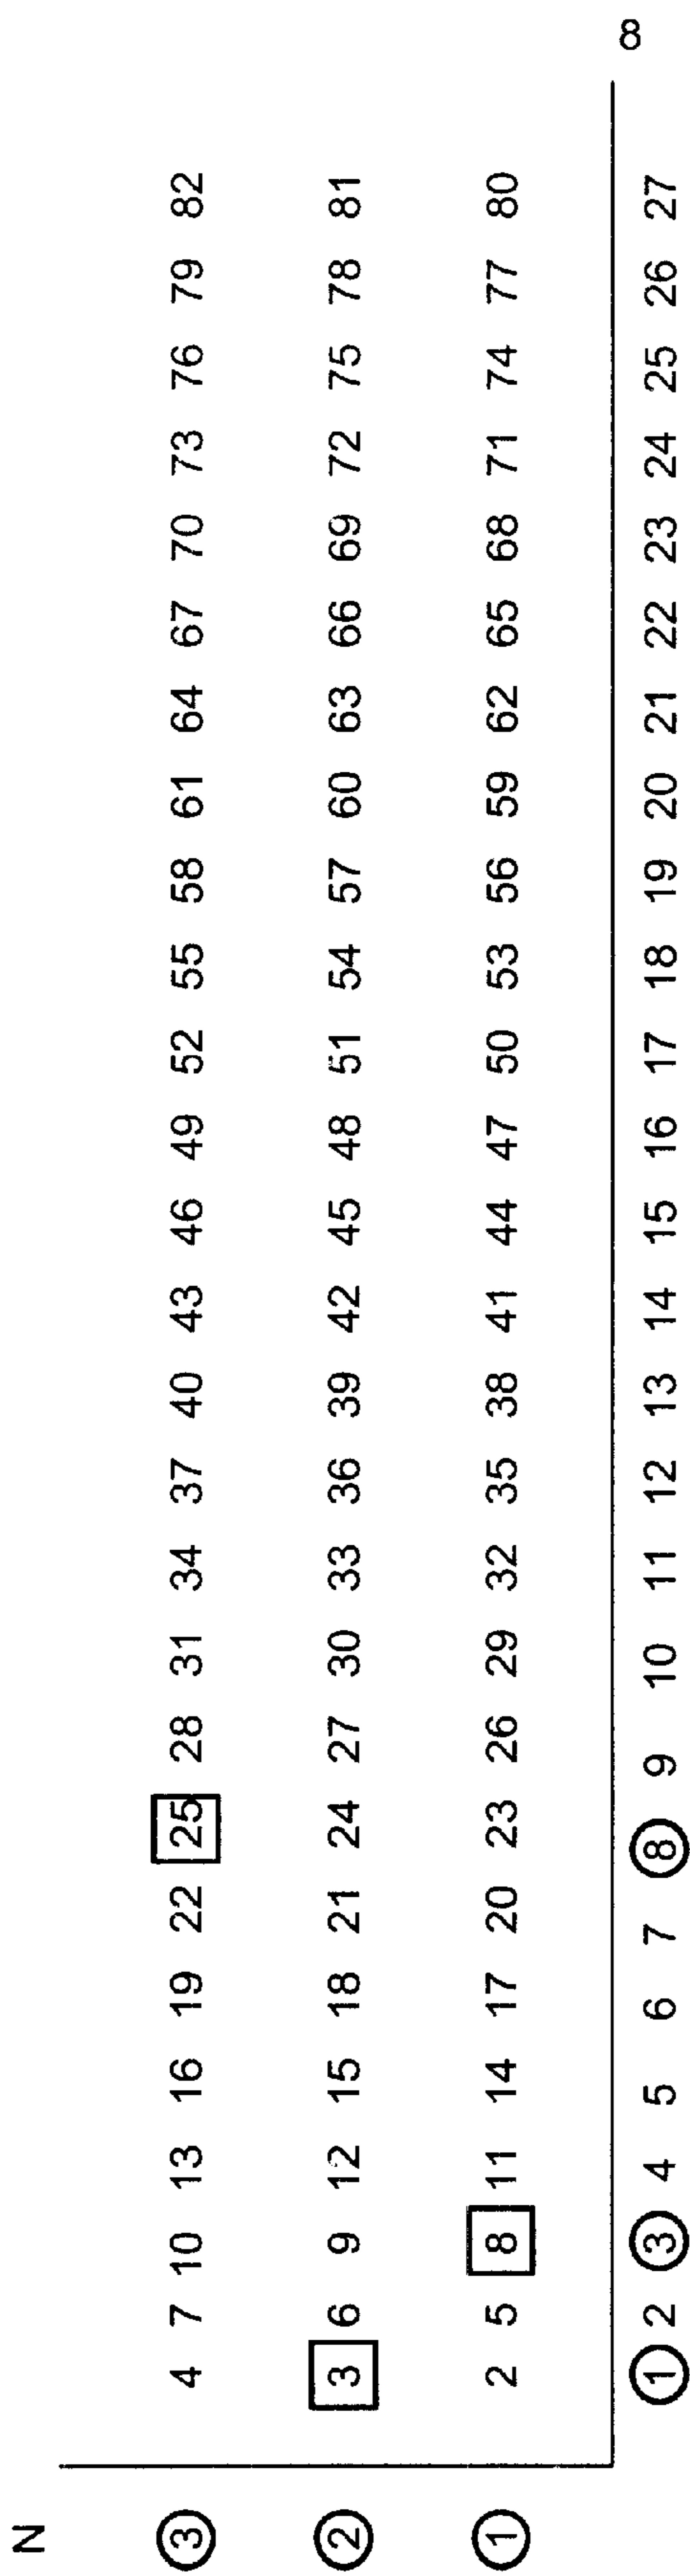 N
③ 4 7 10 13 16 19 22 25 28 31 34 37 40 43 46 49 52 55 58 61 64 67 70 73 76 79 82
② 3 6 9 12 15 18 21 24 27 30 33 36 39 42 45 48 51 54 57 60 63 66 69 72 75 78 81
① 2 5 8 11 14 17 20 23 26 29 32 35 38 41 44 47 50 53 56 59 62 65 68 71 74 77 80
① 2 ③ 4 5 6 7 ⑧ 9 10 11 12 13 14 15 16 17 18 19 20 21 22 23 24 25 26 27
∞